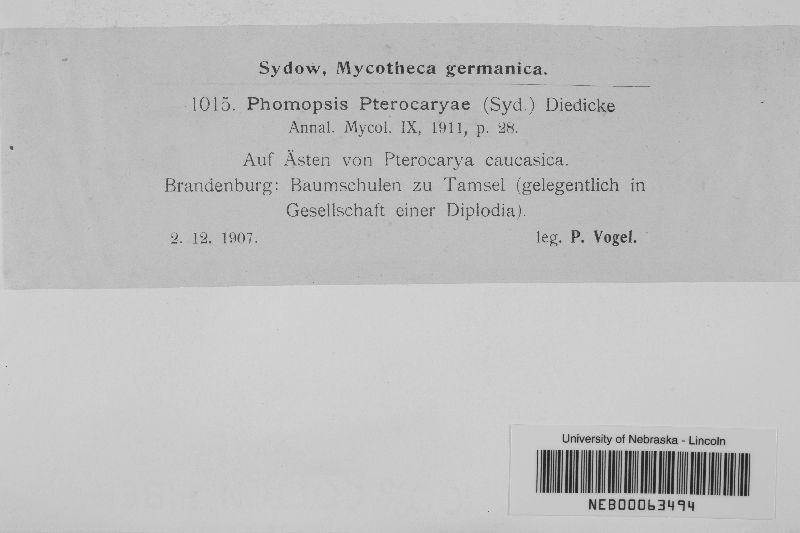 Sydow, Mycotheca germanica.
1015. Phomopsis Pterocaryae (Syd.) Diedicke
Annal. Mycol. IX, 1911, p. 28.
Auf Ästen von Pterocarya caucasica.
Brandenburg: Baumschulen zu Tamsel (gelegentlich in
Gesellschaft einer Diplodia).
2. 12. 1907. leg. P. Vogel.
University of Nebraska - Lincoln
NEB00063494